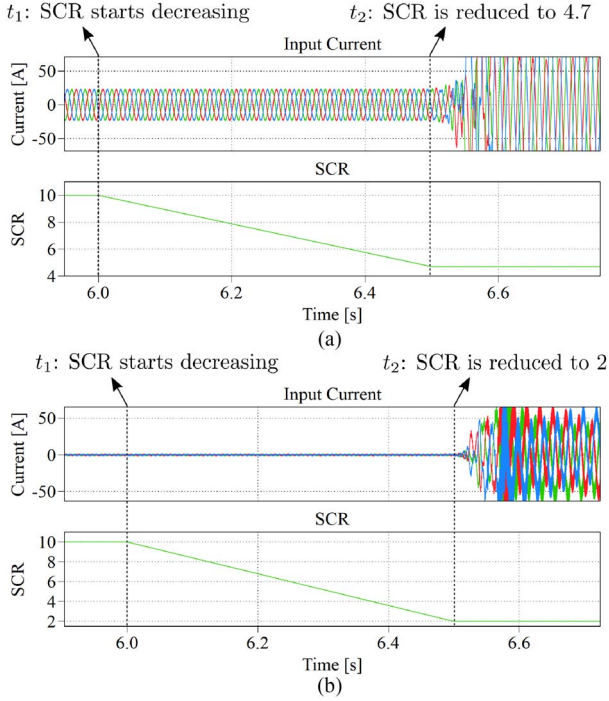 t₁: SCR starts decreasing
t₂: SCR is reduced to 4.7
Input Current
Current [A]
50
0
-50
SCR
SCR
10
8
6
4
6.0
6.2
6.4
6.6
Time [s]
(a)
t₁: SCR starts decreasing
t₂: SCR is reduced to 2
Input Current
Current [A]
50
0
-50
SCR
SCR
10
8
6
4
2
6.0
6.2
6.4
6.6
Time [s]
(b)